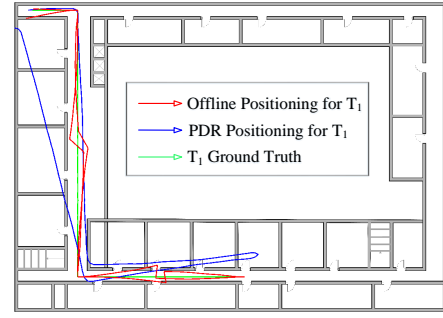 Offline Positioning for T₁
PDR Positioning for T₁
T₁ Ground Truth